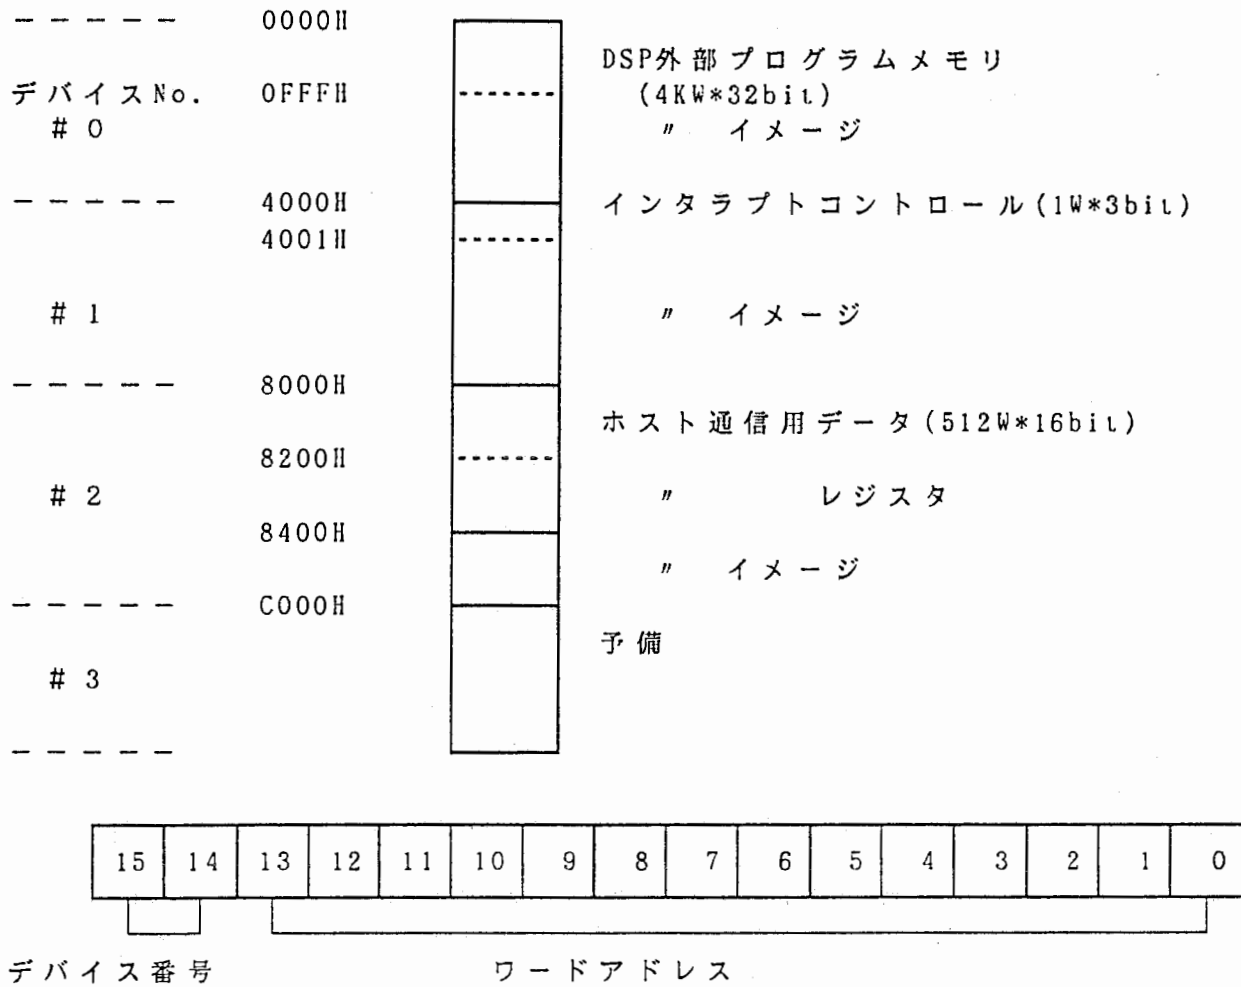 0000H
DSP外部プログラムメモリ
デバイスNo. 0FFFH (4KW*32bit)
#0 〃 イメージ
4000H インタラプトコントロール(1W*3bit)
4001H
#1 〃 イメージ
8000H
ホスト通信用データ(512W*16bit)
8200H
#2 〃 レジスタ
8400H
〃 イメージ
C000H
予備
#3
15 14 13 12 11 10 9 8 7 6 5 4 3 2 1 0
デバイス番号 ワードアドレス